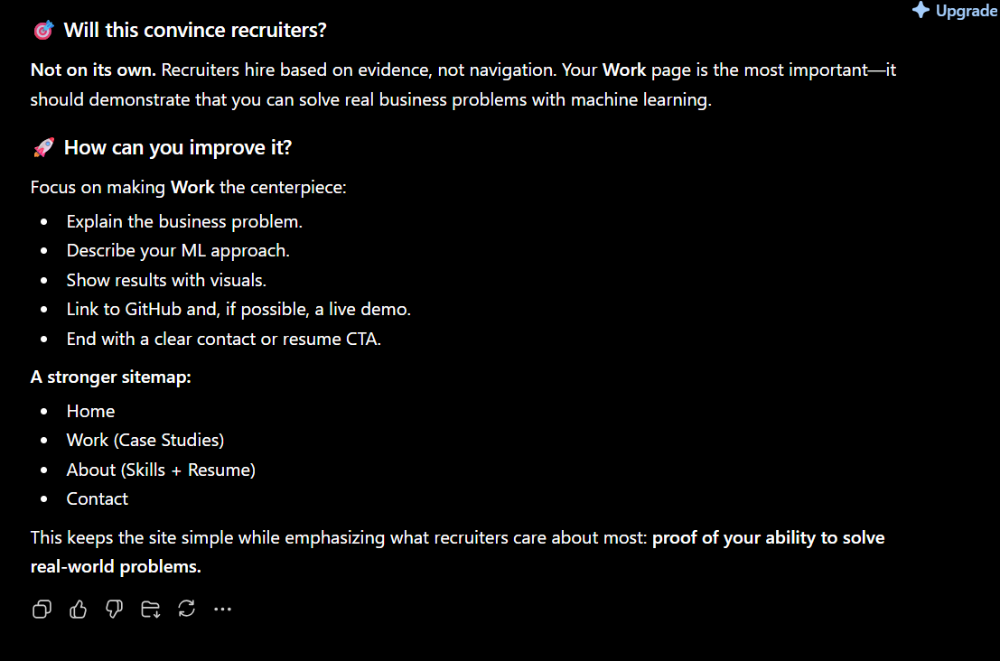 Upgrade
🎯 Will this convince recruiters?
Not on its own. Recruiters hire based on evidence, not navigation. Your Work page is the most important—it
should demonstrate that you can solve real business problems with machine learning.
🚀 How can you improve it?
Focus on making Work the centerpiece:
• Explain the business problem.
• Describe your ML approach.
• Show results with visuals.
• Link to GitHub and, if possible, a live demo.
• End with a clear contact or resume CTA.
A stronger sitemap:
• Home
• Work (Case Studies)
• About (Skills + Resume)
• Contact
This keeps the site simple while emphasizing what recruiters care about most: proof of your ability to solve
real-world problems.